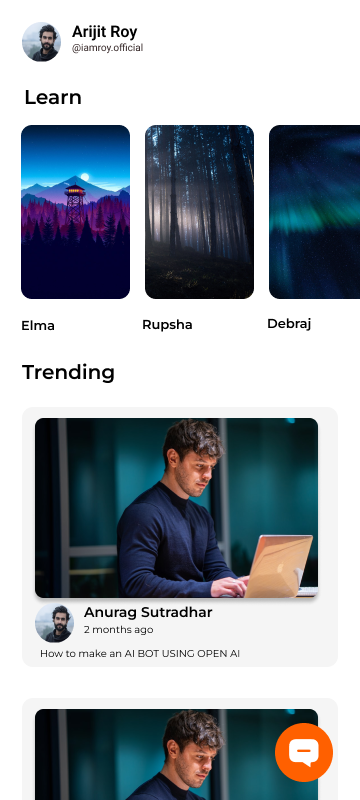 Arijit Roy
@iamroy.official
Learn
Elma
Rupsha
Debraj
Trending
Anurag Sutradhar
2 months ago
How to make an AI BOT USING OPEN AI